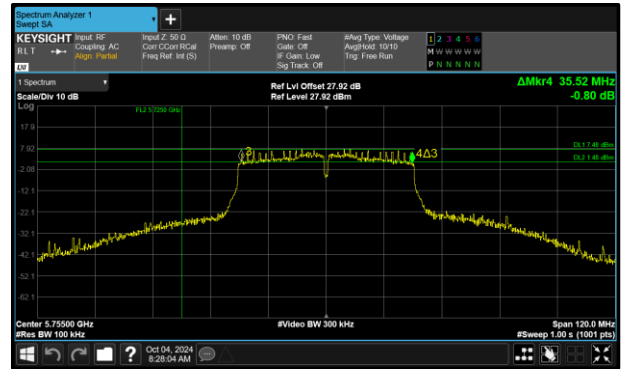 Spectrum Analyzer 1
Swept SA
+
KEYSIGHT Input: RF Input Z: 50 Ω Atten: 10 dB PNO: Fast #Avg Type: Voltage 1 2 3 4 5 6
RLT Coupling: AC Corr CCorr RCal Preamp: Off Gate: Off Avg|Hold: 10/10 M W W W W W
Align: Partial Freq Ref: Int (S) IF Gain: Low Trig: Free Run
Sig Track: Off P N N N N N
LXI
1 Spectrum Ref Lvl Offset 27.92 dB ΔMkr4 35.52 MHz
Scale/Div 10 dB Ref Level 27.92 dBm -0.80 dB
Log
FL2 5.7250 GHz
17.9
7.92 3 4Δ3 DL1 7.48 dBm
DL2 1.48 dBm
-2.08
-12.1
-22.1
-32.1
-42.1
-52.1
-62.1
Center 5.75500 GHz #Video BW 300 kHz Span 120.0 MHz
#Res BW 100 kHz #Sweep 1.00 s (1001 pts)
? Oct 04, 2024
8:28:04 AM